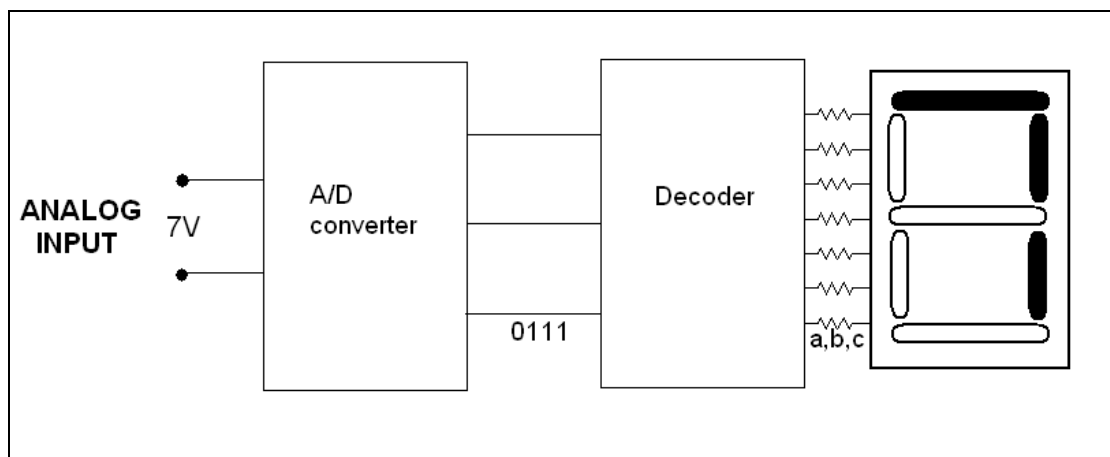 ANALOG
INPUT
7V
A/D
converter
0111
Decoder
a,b,c